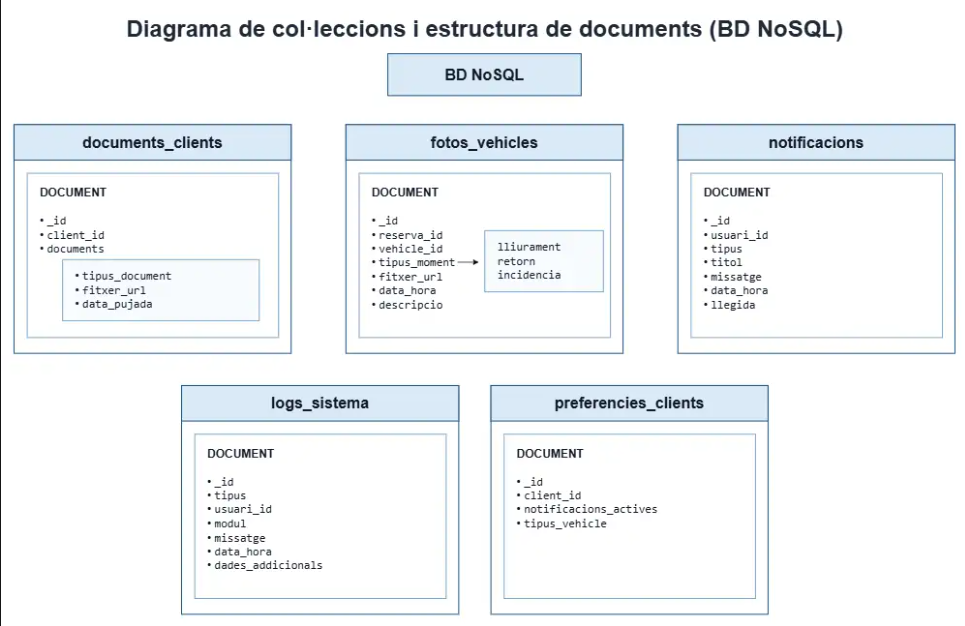 Diagrama de col·leccions i estructura de documents (BD NoSQL)
BD NoSQL
documents_clients
DOCUMENT
• _id
• client_id
• documents
• tipus_document
• fitxer_url
• data_pujada
fotos_vehicles
DOCUMENT
• _id
• reserva_id
• vehicle_id
• tipus_moment
• fitxer_url
• data_hora
• descripcio
lliurament
retorn
incidencia
notificacions
DOCUMENT
• _id
• usuari_id
• tipus
• titol
• missatge
• data_hora
• llegida
logs_sistema
DOCUMENT
• _id
• tipus
• usuari_id
• modul
• missatge
• data_hora
• dades_addicionals
preferencies_clients
DOCUMENT
• _id
• client_id
• notificacions_actives
• tipus_vehicle